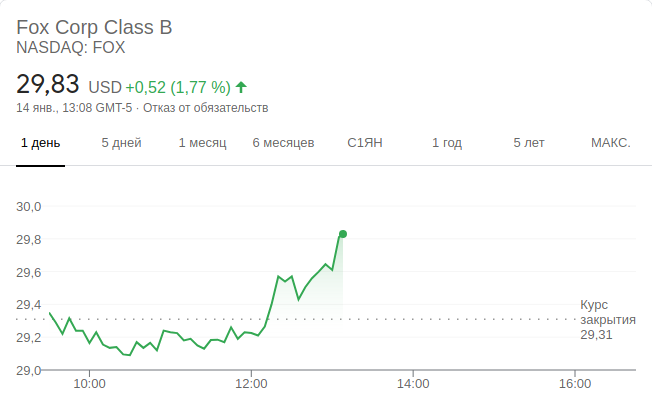 Fox Corp Class B
NASDAQ: FOX
29,83 USD +0,52 (1,77 %)
14 янв., 13:08 GMT-5 · Отказ от обязательств
1 день 5 дней 1 месяц 6 месяцев С1ЯН 1 год 5 лет МАКС.
30,0
29,8
29,6
29,4
29,2
29,0
Курс
закрытия
29,31
10:00 12:00 14:00 16:00